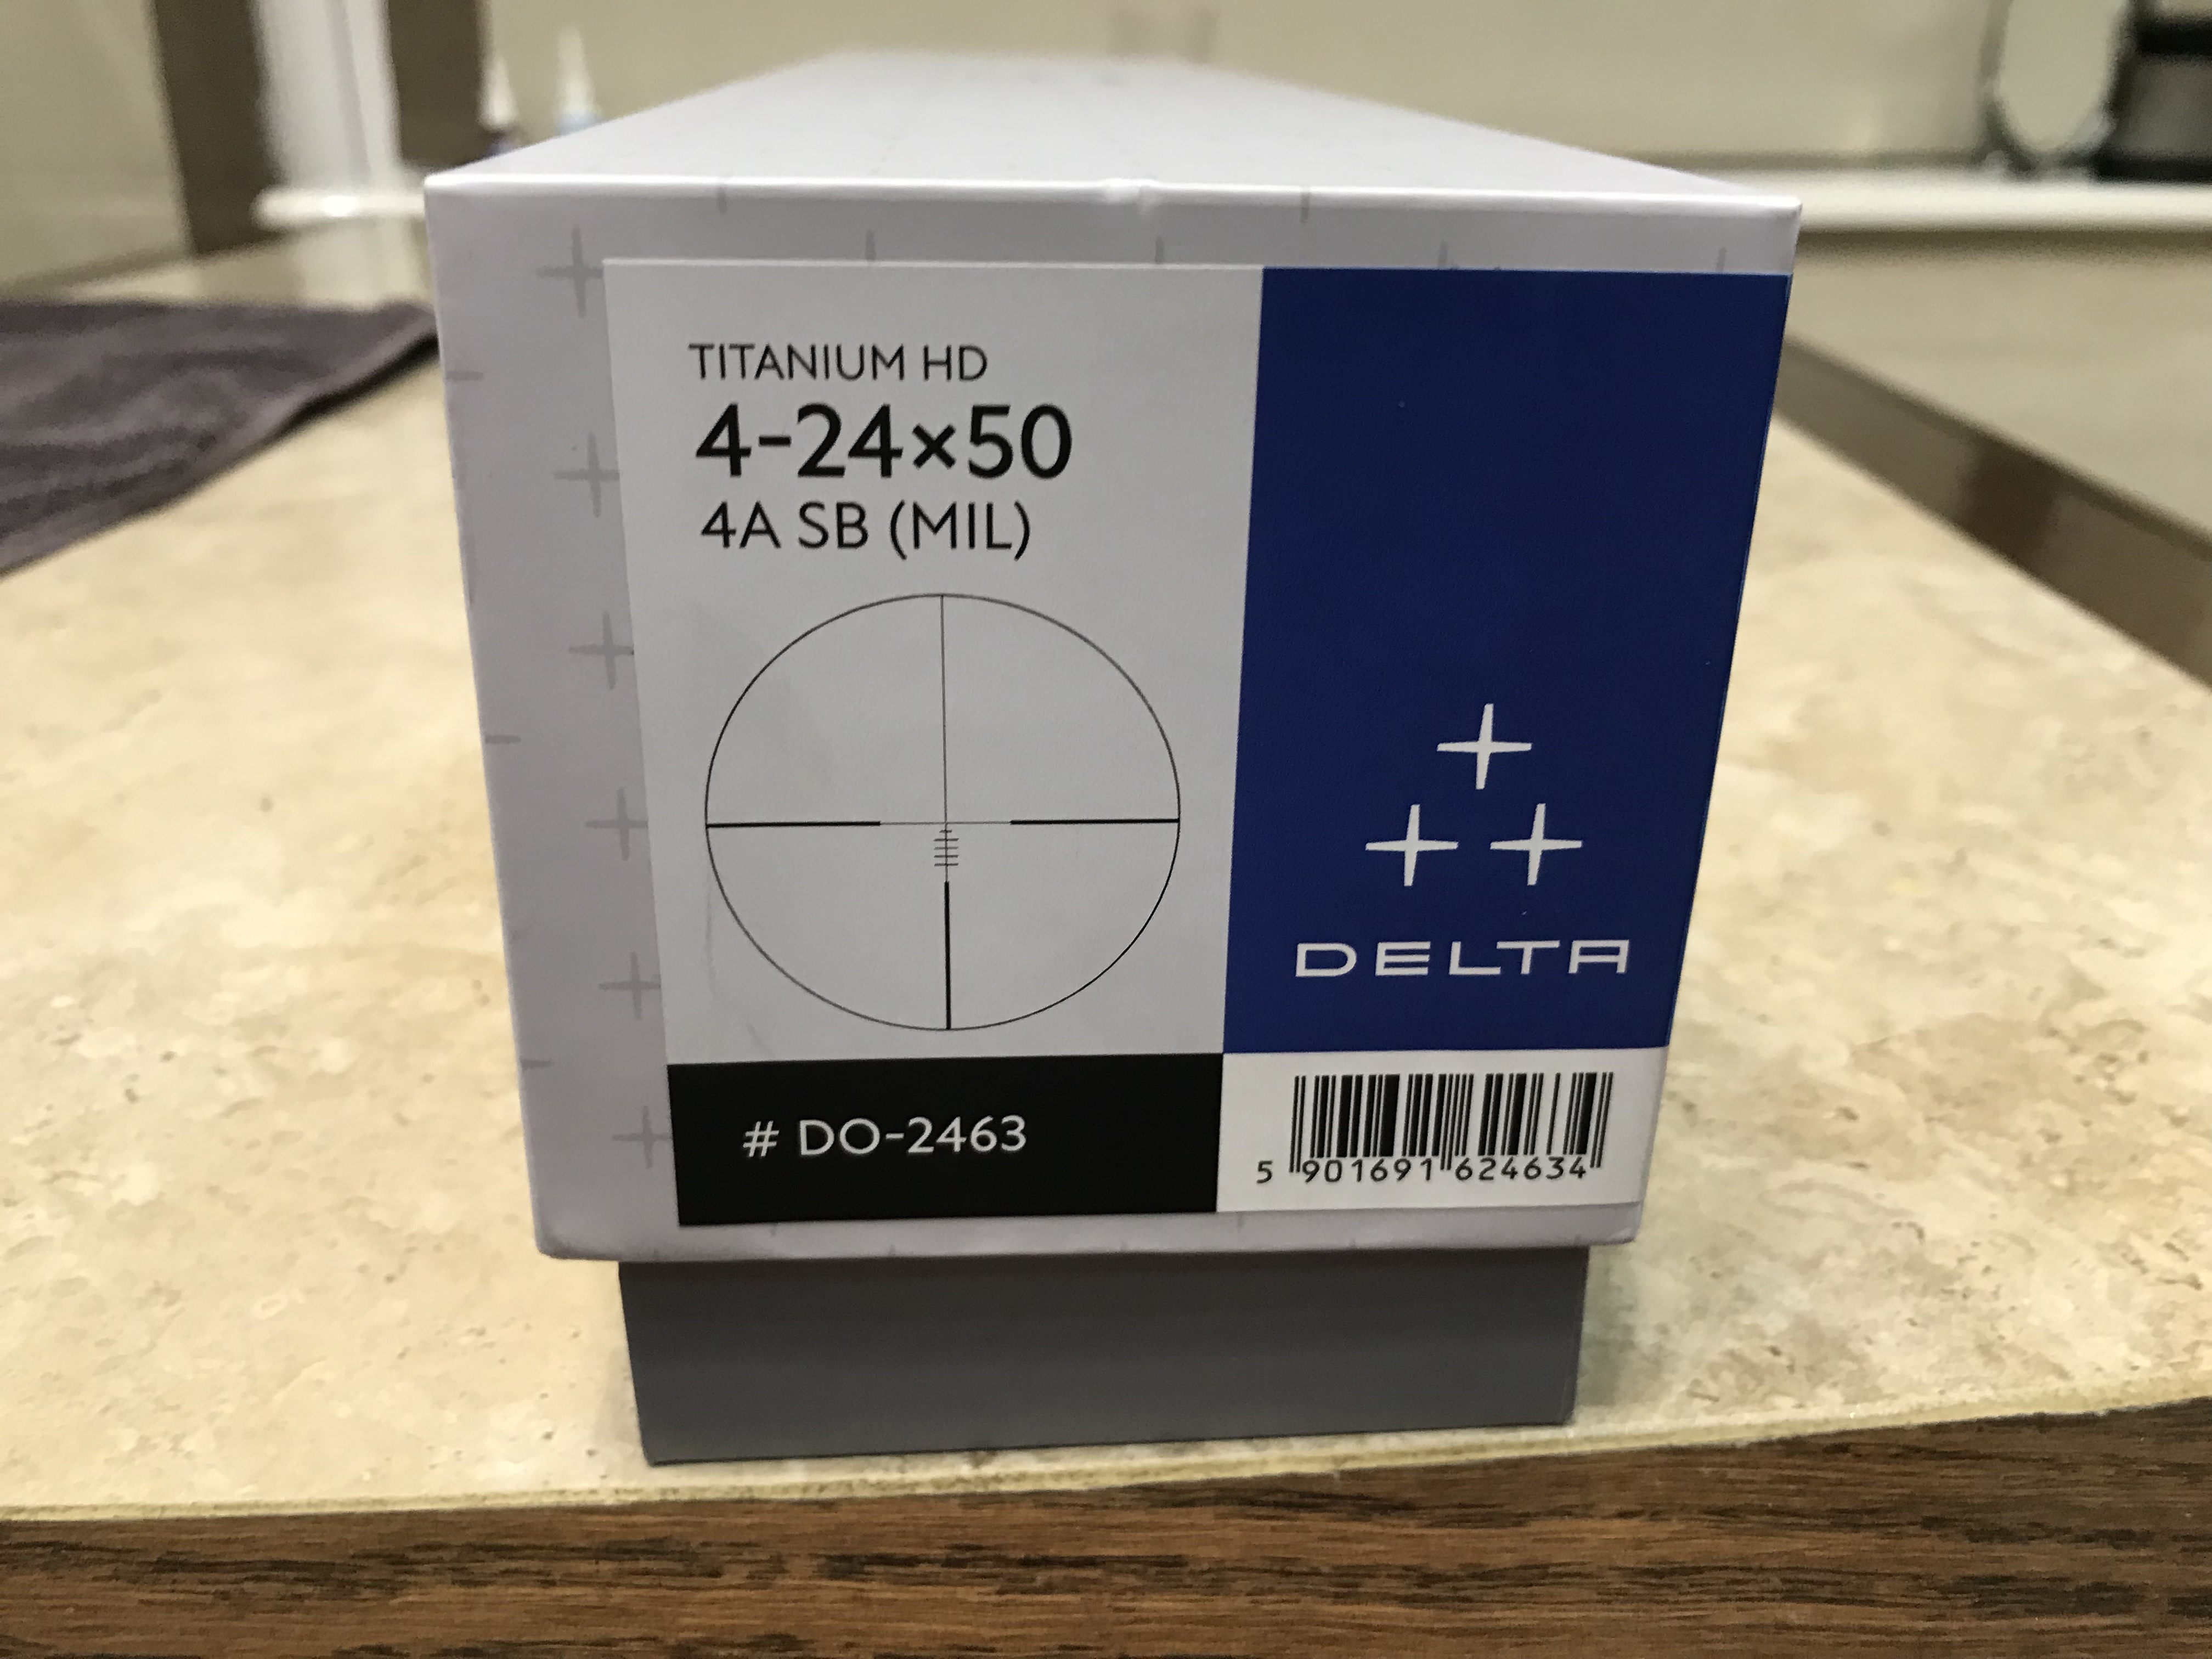 TITANIUM HD
4-24×50
4A SB (MIL)
DELTA
# DO-2463
5 901691 624634